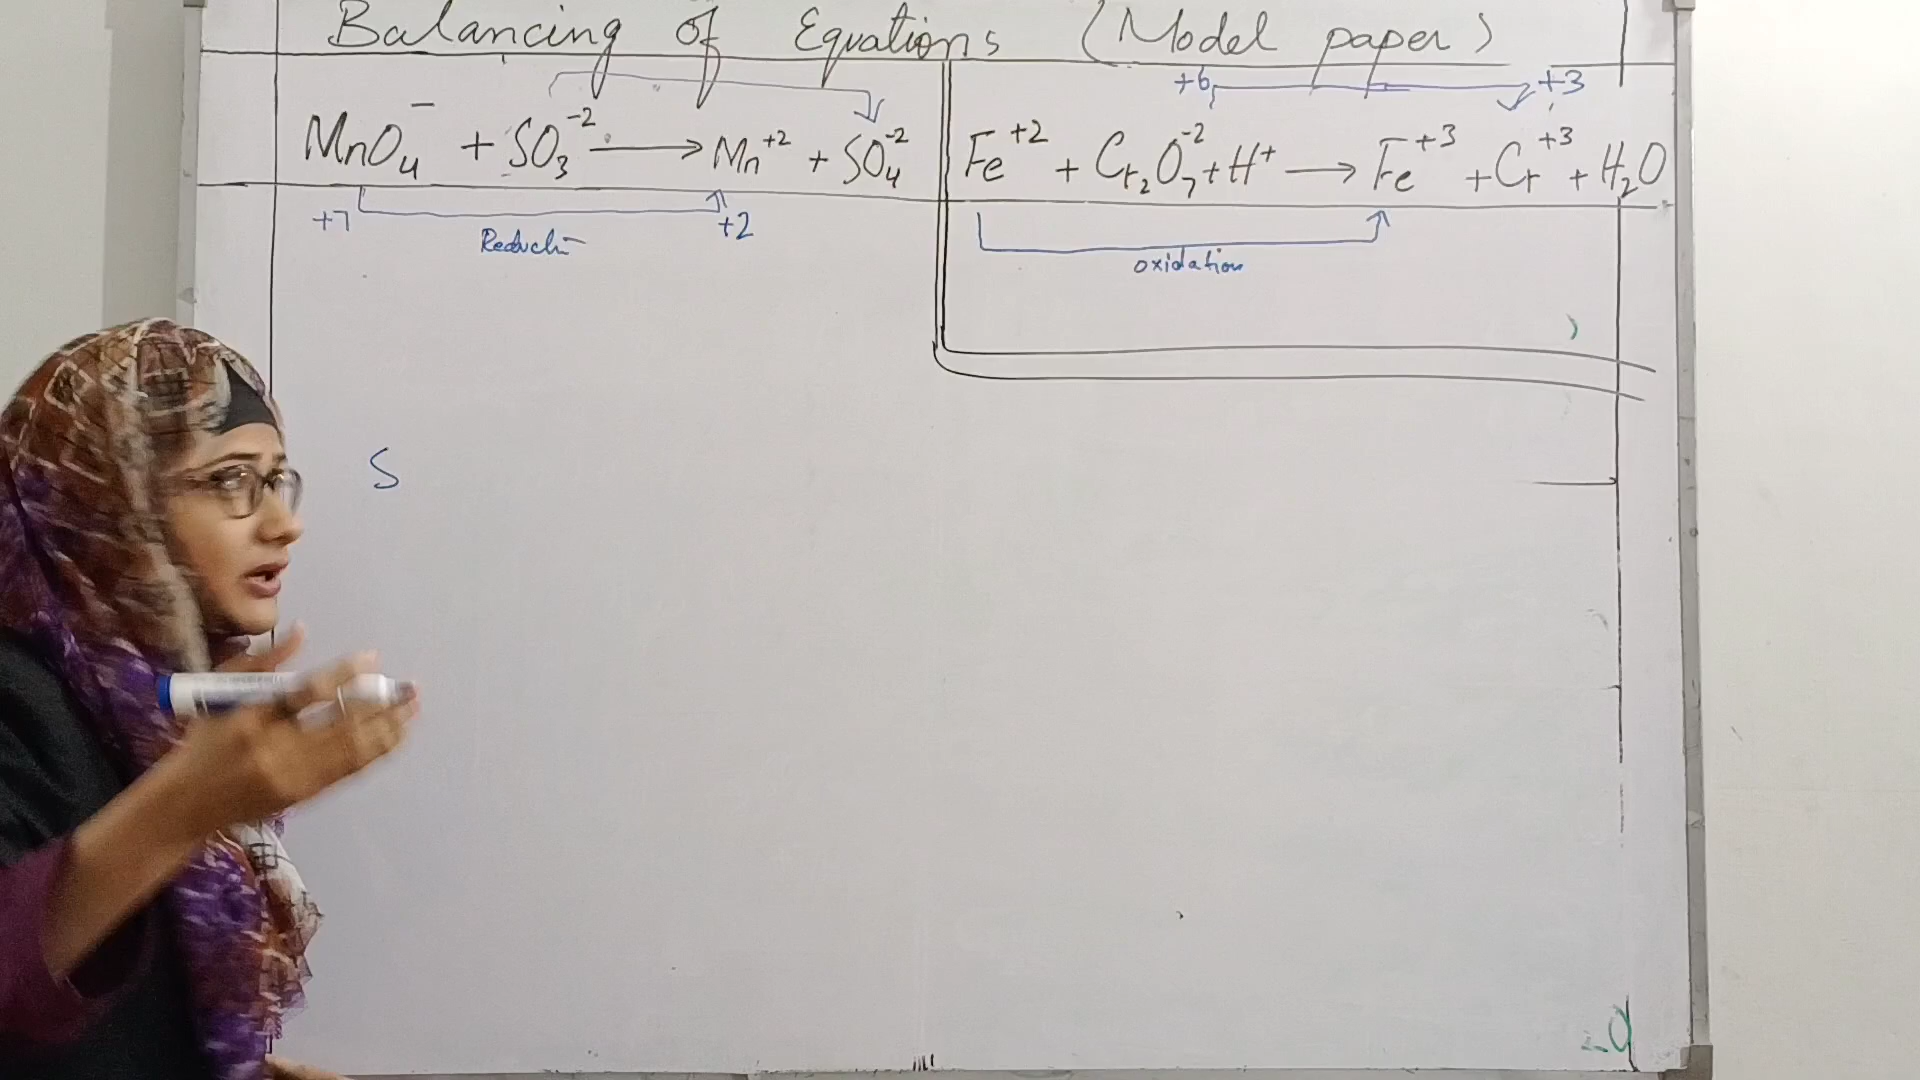 Balancing of Equations (Model paper)
+6 +3
MnO₄⁻ + SO₃⁻² ⟶ Mn⁺² + SO₄⁻²
Fe⁺² + Cr₂O₇⁻² + H⁺ ⟶ Fe⁺³ + Cr⁺³ + H₂O
+7 +2
Reducti
oxidation
S